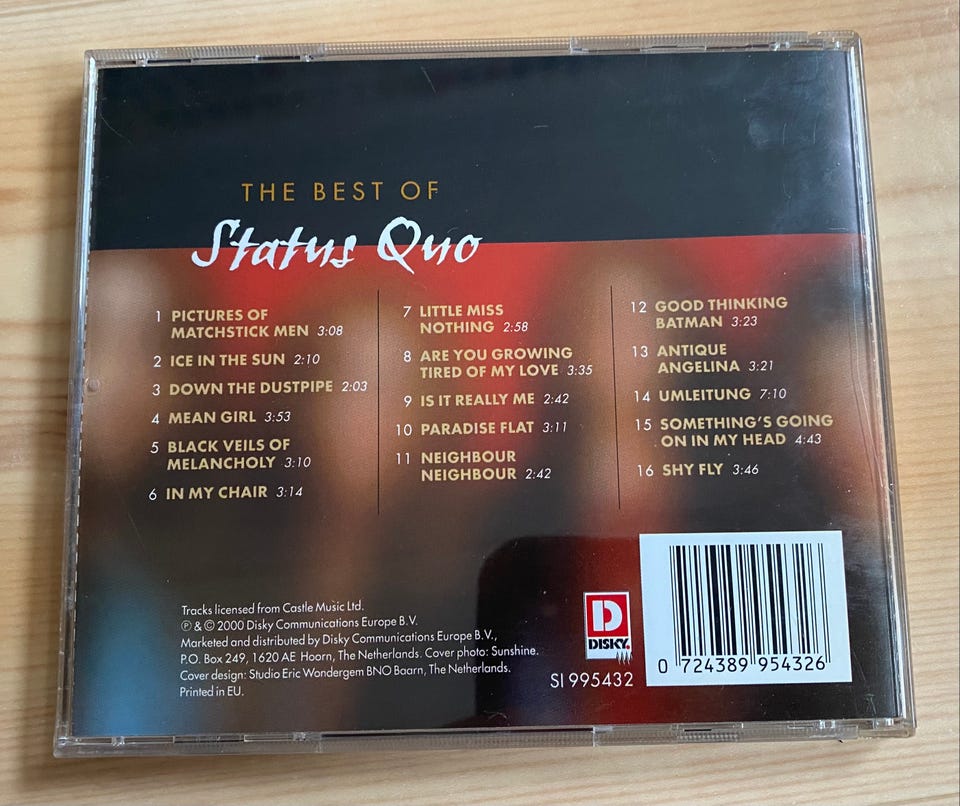 THE BEST OF
Status Quo
1 PICTURES OF
MATCHSTICK MEN 3:08
2 ICE IN THE SUN 2:10
3 DOWN THE DUSTPIPE 2:03
4 MEAN GIRL 3:53
5 BLACK VEILS OF
MELANCHOLY 3:10
6 IN MY CHAIR 3:14
7 LITTLE MISS
NOTHING 2:58
8 ARE YOU GROWING
TIRED OF MY LOVE 3:35
9 IS IT REALLY ME 2:42
10 PARADISE FLAT 3:11
11 NEIGHBOUR
NEIGHBOUR 2:42
12 GOOD THINKING
BATMAN 3:23
13 ANTIQUE
ANGELINA 3:21
14 UMLEITUNG 7:10
15 SOMETHING'S GOING
ON IN MY HEAD 4:43
16 SHY FLY 3:46
Tracks licensed from Castle Music Ltd.
℗ & © 2000 Disky Communications Europe B.V.
Marketed and distributed by Disky Communications Europe B.V.,
P.O. Box 249, 1620 AE Hoorn, The Netherlands. Cover photo: Sunshine.
Cover design: Studio Eric Wondergem BNO Baarn, The Netherlands.
Printed in EU.
D
DISKY
SI 995432
0 724389 954326